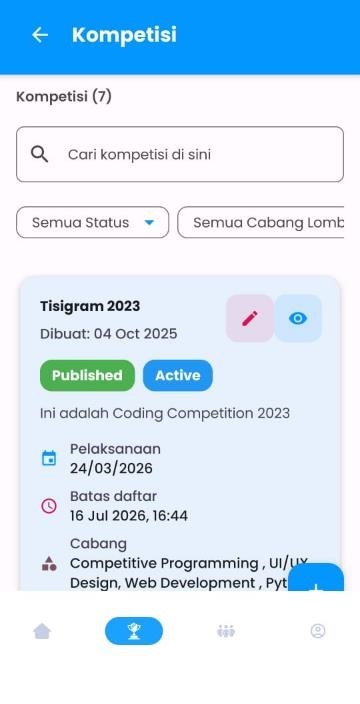 Kompetisi
Kompetisi (7)
Cari kompetisi di sini
Semua Status
Semua Cabang Lomb
Tisigram 2023
Dibuat: 04 Oct 2025
Published
Active
Ini adalah Coding Competition 2023
Pelaksanaan
24/03/2026
Batas daftar
16 Jul 2026, 16:44
Cabang
Competitive Programming , UI/UX
Design, Web Development , Pyt